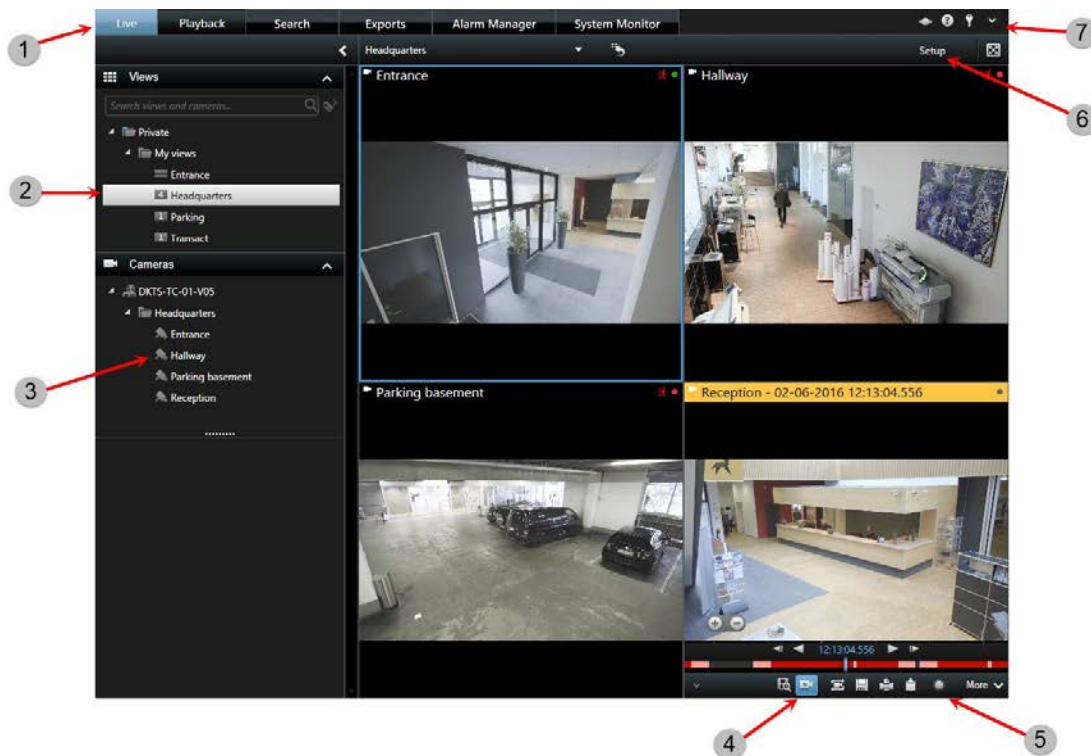 Live Playback Search Exports Alarm Manager System Monitor
1
7
Headquarters
Setup
6
Views
Search views and cameras...
Private
My views
Entrance
2
Headquarters
4
Parking
1
Transact
1
Cameras
DKTS-TC-01-V05
Headquarters
Entrance
Hallway
3
Parking basement
Reception
Entrance
Hallway
Parking basement
Reception - 02-06-2016 12:13:04.556
12:13:04.556
More
4
5